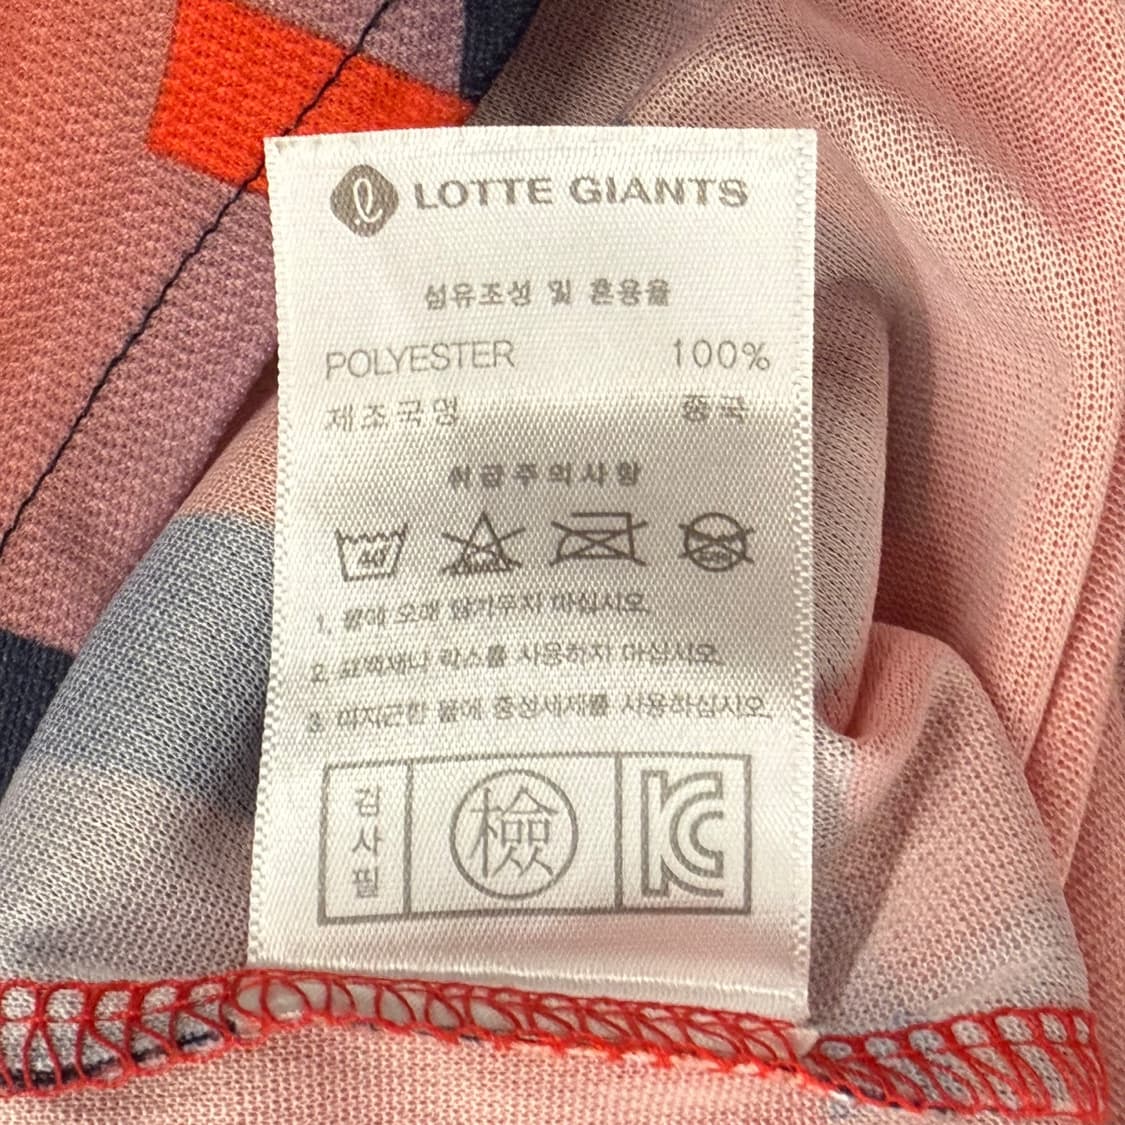 LOTTE GIANTS
섬유조성 및 혼용율
POLYESTER 100%
제조국명 중국
취급주의사항
40
1. 물에 오래 담가두지 마십시오.
2. 표백제나 락스를 사용하지 마십시오.
3. 미지근한 물에 중성세제를 사용하십시오.
검사필
檢
KC